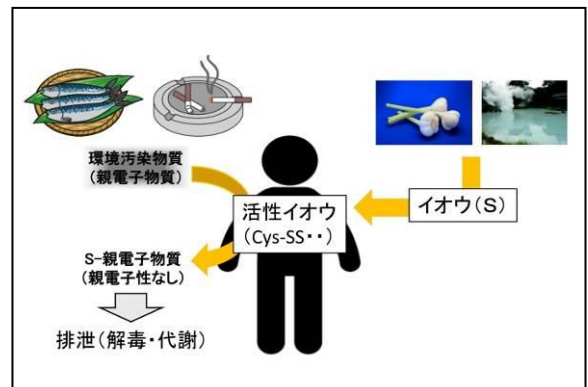 環境汚染物質
(親電子物質)
活性イオウ
(Cys-SS・・)
イオウ(S)
S-親電子物質
(親電子性なし)
排泄(解毒・代謝)